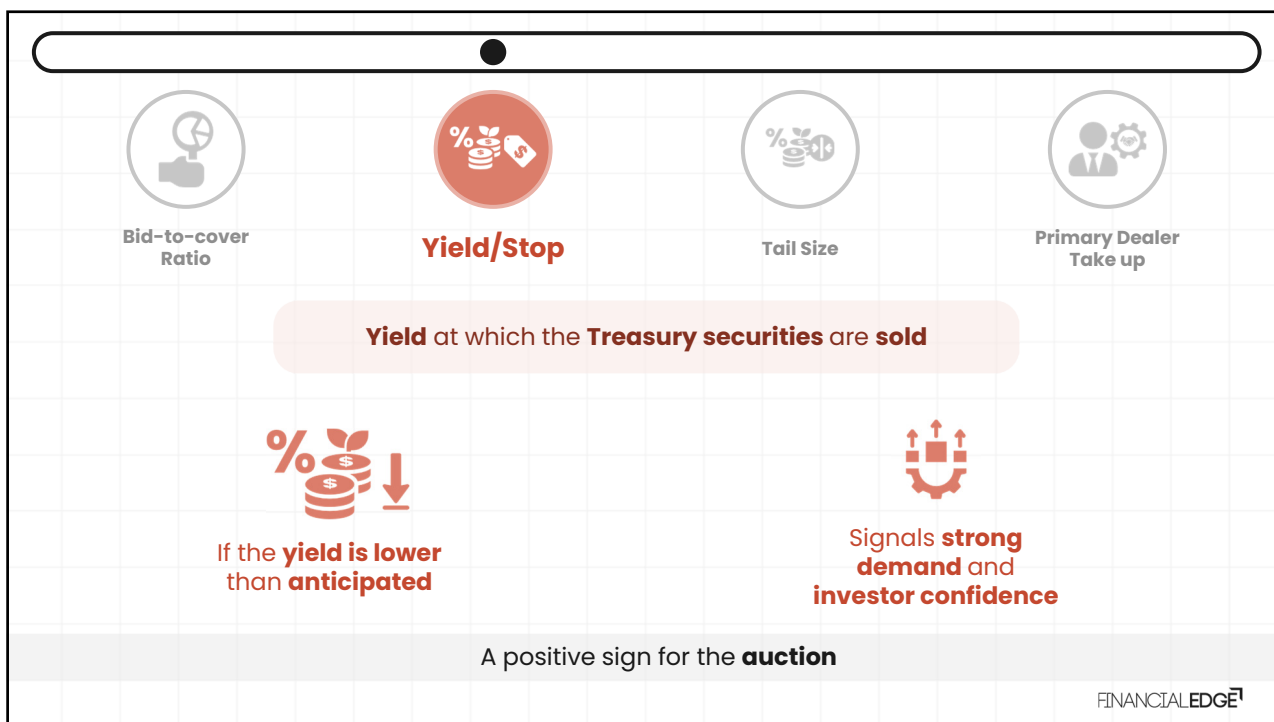 Bid-to-cover
Ratio
Yield/Stop
Tail Size
Primary Dealer
Take up
Yield at which the Treasury securities are sold
If the yield is lower
than anticipated
Signals strong
demand and
investor confidence
A positive sign for the auction
FINANCIALEDGE